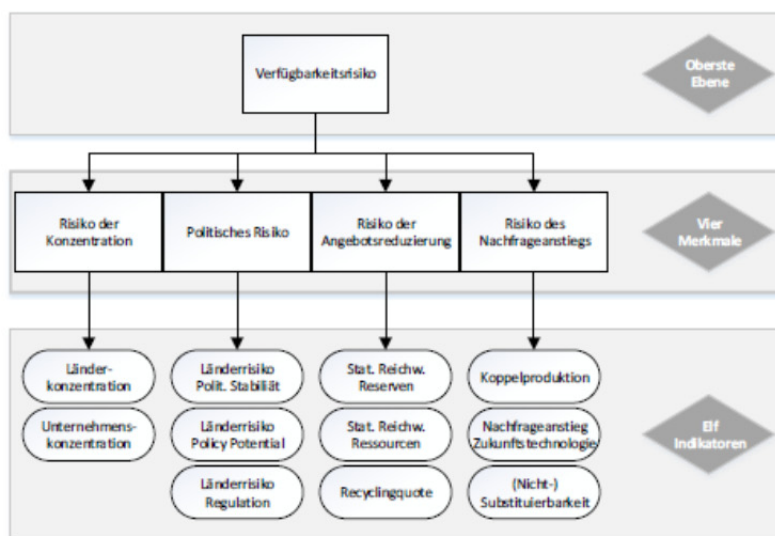 Verfügbarkeitsrisiko
Oberste
Ebene
Risiko der
Konzentration
Politisches Risiko
Risiko der
Angebotsreduzierung
Risiko des
Nachfrageanstiegs
Vier
Merkmale
Länder-
konzentration
Länderrisiko
Polit. Stabiliät
Stat. Reichw.
Reserven
Koppelproduktion
Unternehmens-
konzentration
Länderrisiko
Policy Potential
Stat. Reichw.
Ressourcen
Nachfrageanstieg
Zukunftstechnologie
Elf
Indikatoren
Länderrisiko
Regulation
Recyclingquote
(Nicht-)
Substituierbarkeit